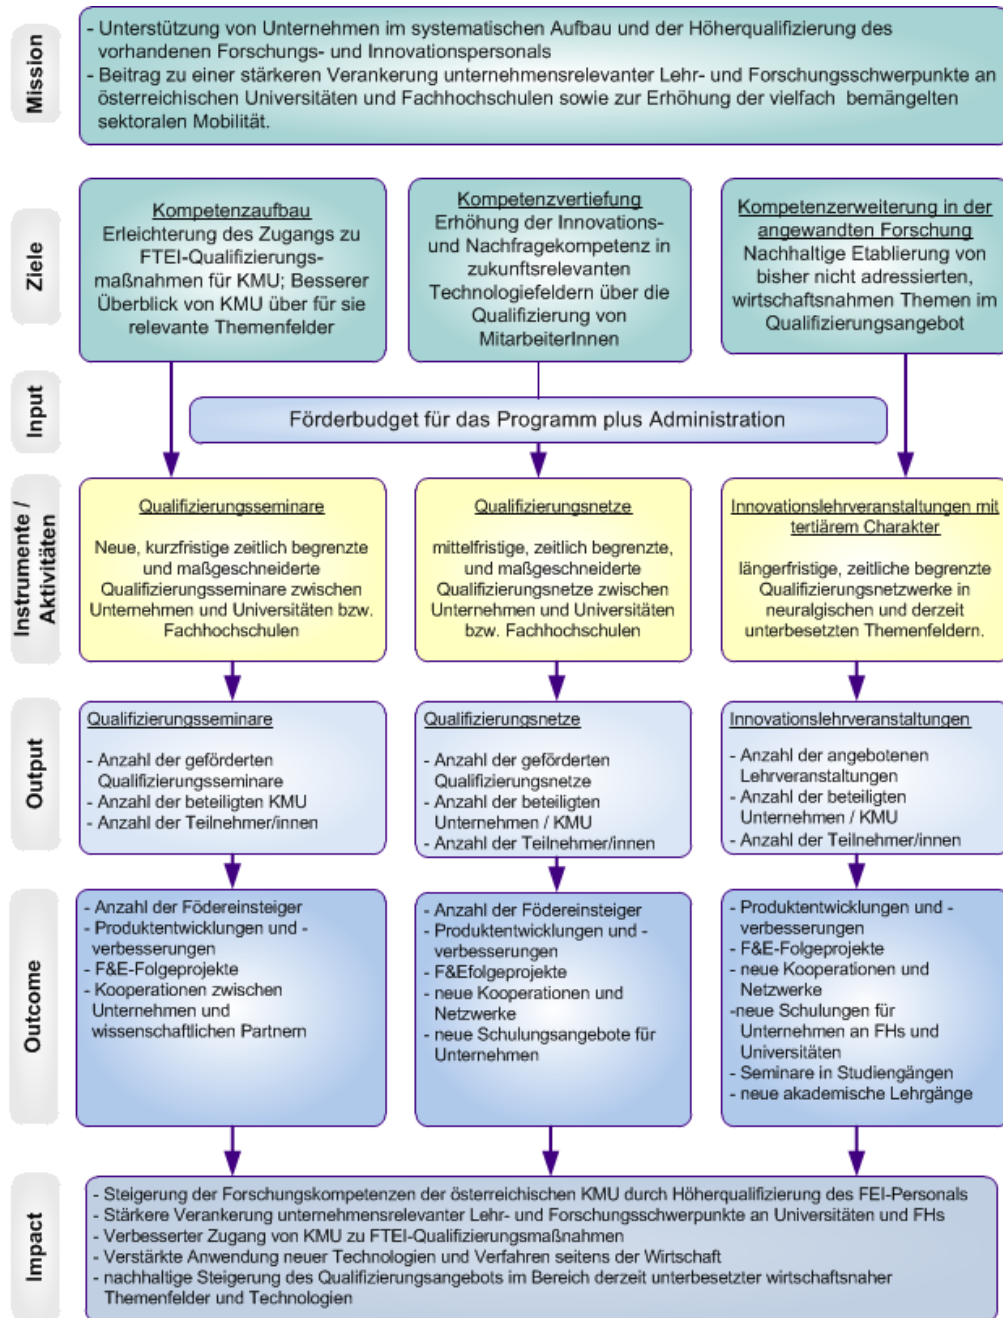 Mission
- Unterstützung von Unternehmen im systematischen Aufbau und der Höherqualifizierung des
vorhandenen Forschungs- und Innovationspersonals
- Beitrag zu einer stärkeren Verankerung unternehmensrelevanter Lehr- und Forschungsschwerpunkte an
österreichischen Universitäten und Fachhochschulen sowie zur Erhöhung der vielfach bemängelten
sektoralen Mobilität.
Ziele
Kompetenzaufbau
Erleichterung des Zugangs zu
FTEI-Qualifizierungs-
maßnahmen für KMU; Besserer
Überblick von KMU über für sie
relevante Themenfelder
Kompetenzvertiefung
Erhöhung der Innovations-
und Nachfragekompetenz in
zukunftsrelevanten
Technologiefeldern über die
Qualifizierung von
MitarbeiterInnen
Kompetenzerweiterung in der
angewandten Forschung
Nachhaltige Etablierung von
bisher nicht adressierten,
wirtschaftsnahen Themen im
Qualifizierungsangebot
Input
Förderbudget für das Programm plus Administration
Instrumente /
Aktivitäten
Qualifizierungsseminare
Neue, kurzfristige zeitlich begrenzte
und maßgeschneiderte
Qualifizierungsseminare zwischen
Unternehmen und Universitäten bzw.
Fachhochschulen
Qualifizierungsnetze
mittelfristige, zeitlich begrenzte,
und maßgeschneiderte
Qualifizierungsnetze zwischen
Unternehmen und Universitäten
bzw. Fachhochschulen
Innovationslehrveranstaltungen mit
tertiärem Charakter
längerfristige, zeitliche begrenzte
Qualifizierungsnetzwerke in
neuralgischen und derzeit
unterbesetzten Themenfeldern.
Output
Qualifizierungsseminare
- Anzahl der geförderten
Qualifizierungsseminare
- Anzahl der beteiligten KMU
- Anzahl der Teilnehmer/innen
Qualifizierungsnetze
- Anzahl der geförderten
Qualifizierungsnetze
- Anzahl der beteiligten
Unternehmen / KMU
- Anzahl der Teilnehmer/innen
Innovationslehrveranstaltungen
- Anzahl der angebotenen
Lehrveranstaltungen
- Anzahl der beteiligten
Unternehmen / KMU
- Anzahl der Teilnehmer/innen
Outcome
- Anzahl der Födereinsteiger
- Produktentwicklungen und -
verbesserungen
- F&E-Folgeprojekte
- Kooperationen zwischen
Unternehmen und
wissenschaftlichen Partnern
- Anzahl der Födereinsteiger
- Produktentwicklungen und -
verbesserungen
- F&Efolgeprojekte
- neue Kooperationen und
Netzwerke
- neue Schulungsangebote für
Unternehmen
- Produktentwicklungen und -
verbesserungen
- F&E-Folgeprojekte
- neue Kooperationen und
Netzwerke
-neue Schulungen für
Unternehmen an FHs und
Universitäten
- Seminare in Studiengängen
- neue akademische Lehrgänge
Impact
- Steigerung der Forschungskompetenzen der österreichischen KMU durch Höherqualifizierung des FEI-Personals
- Stärkere Verankerung unternehmensrelevanter Lehr- und Forschungsschwerpunkte an Universitäten und FHs
- Verbesserter Zugang von KMU zu FTEI-Qualifizierungsmaßnahmen
- Verstärkte Anwendung neuer Technologien und Verfahren seitens der Wirtschaft
- nachhaltige Steigerung des Qualifizierungsangebots im Bereich derzeit unterbesetzter wirtschaftsnaher
Themenfelder und Technologien